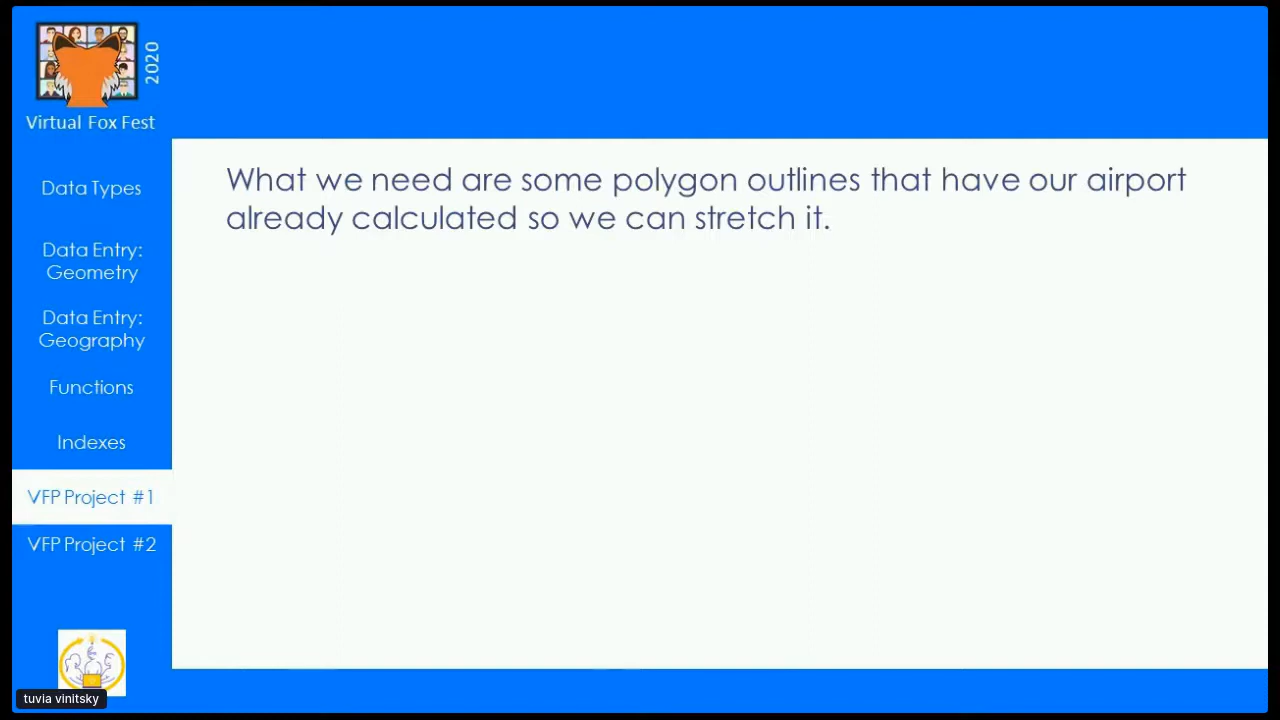 2020
Virtual Fox Fest
Data Types
Data Entry:
Geometry
Data Entry:
Geography
Functions
Indexes
VFP Project #1
VFP Project #2
What we need are some polygon outlines that have our airport
already calculated so we can stretch it.
tuvia vinitsky